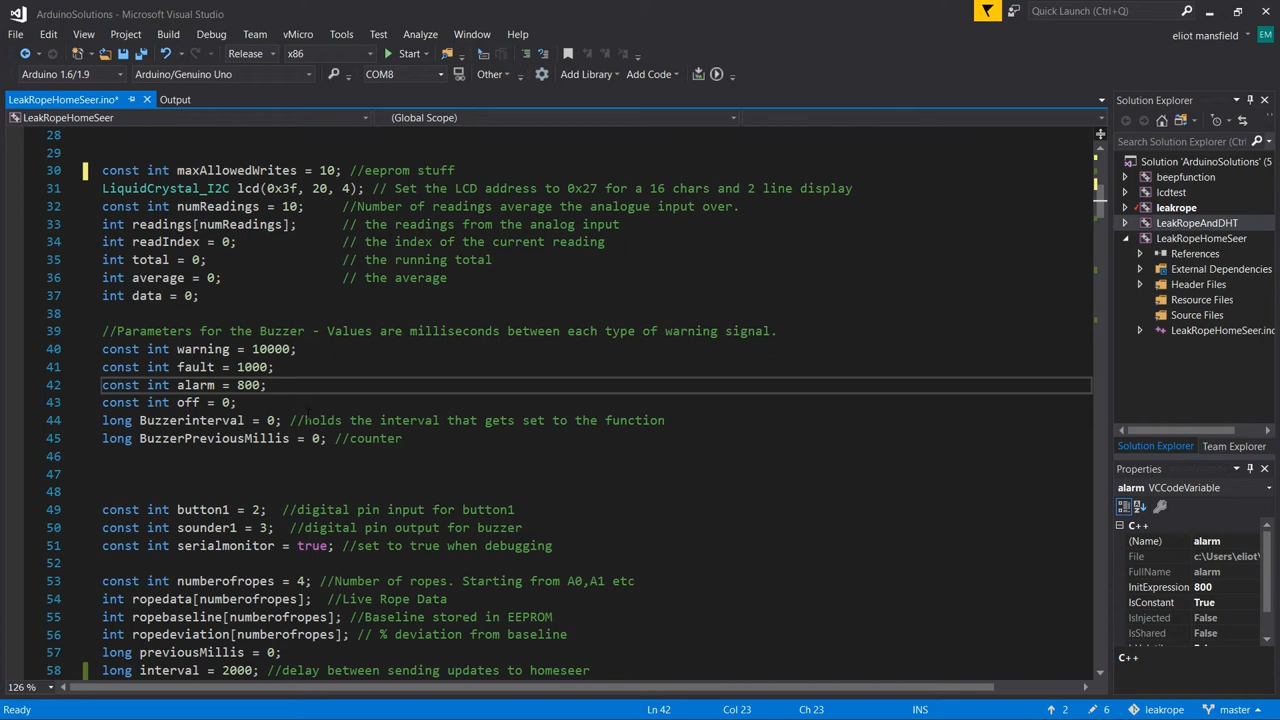 ArduinoSolutions - Microsoft Visual Studio
Quick Launch (Ctrl+Q)
File Edit View Project Build Debug Team vMicro Tools Test Analyze Window Help
eliot mansfield EM
Release x86 Start
Arduino 1.6/1.9 Arduino/Genuino Uno COM8 Other Add Library Add Code
LeakRopeHomeSeer.ino* Output
LeakRopeHomeSeer (Global Scope)
28
29
30 const int maxAllowedWrites = 10; //eeprom stuff
31 LiquidCrystal_I2C lcd(0x3f, 20, 4); // Set the LCD address to 0x27 for a 16 chars and 2 line display
32 const int numReadings = 10; //Number of readings average the analogue input over.
33 int readings[numReadings]; // the readings from the analog input
34 int readIndex = 0; // the index of the current reading
35 int total = 0; // the running total
36 int average = 0; // the average
37 int data = 0;
38
39 //Parameters for the Buzzer - Values are milliseconds between each type of warning signal.
40 const int warning = 10000;
41 const int fault = 1000;
42 const int alarm = 800;
43 const int off = 0;
44 long Buzzerinterval = 0; //holds the interval that gets set to the function
45 long BuzzerPreviousMillis = 0; //counter
46
47
48
49 const int button1 = 2; //digital pin input for button1
50 const int sounder1 = 3; //digital pin output for buzzer
51 const int serialmonitor = true; //set to true when debugging
52
53 const int numberofropes = 4; //Number of ropes. Starting from A0,A1 etc
54 int ropedata[numberofropes]; //Live Rope Data
55 int ropebaseline[numberofropes]; //Baseline stored in EEPROM
56 int ropedeviation[numberofropes]; // % deviation from baseline
57 long previousMillis = 0;
58 long interval = 2000; //delay between sending updates to homeseer
126 %
Solution Explorer
Search Solution Explorer (Ctrl+
Solution 'ArduinoSolutions' (5
beepfunction
lcdtest
leakrope
LeakRopeAndDHT
LeakRopeHomeSeer
References
External Dependencies
Header Files
Resource Files
Source Files
LeakRopeHomeSeer.ino
Solution Explorer Team Explorer
Properties
alarm VCCodeVariable
C++
(Name) alarm
File c:\Users\eliot\
FullName alarm
InitExpression 800
IsConstant True
IsInjected False
IsShared False
C++
Ready Ln 42 Col 23 Ch 23 INS 2 6 leakrope master